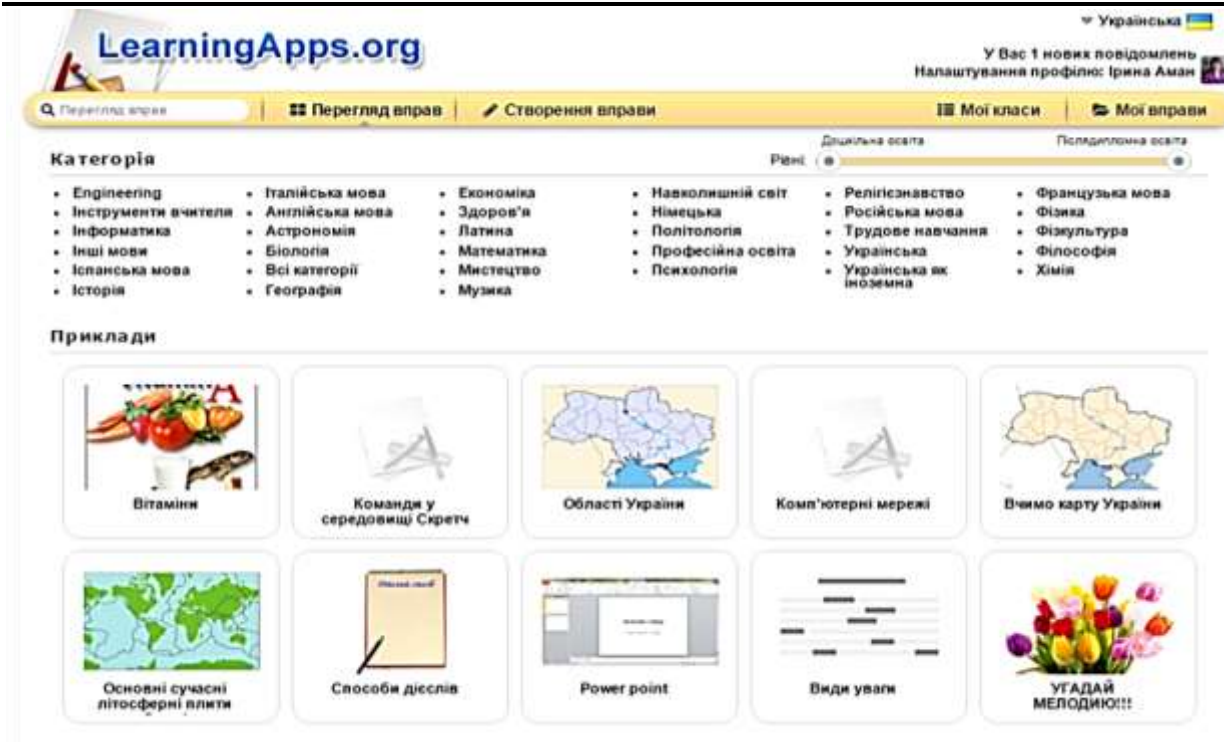 LearningApps.org
Українська
У Вас 1 нових повідомлень
Налаштування профілю: Ірина Аман
Перегляд вправ
Перегляд вправ
Створення вправи
Мої класи
Мої вправи
Категорія
Рівні:
Дошкільна освіта
Післядипломна освіта
Engineering
Інструменти вчителя
Інформатика
Інші мови
Іспанська мова
Історія
Італійська мова
Англійська мова
Астрономія
Біологія
Всі категорії
Географія
Економіка
Здоров'я
Латина
Математика
Мистецтво
Музика
Навколишній світ
Німецька
Політологія
Професійна освіта
Психологія
Релігієзнавство
Російська мова
Трудове навчання
Українська
Українська як
іноземна
Французька мова
Фізика
Фізкультура
Філософія
Хімія
Приклади
Вітаміни
Команди у
середовищі Скретч
Області України
Комп'ютерні мережі
Вчимо карту України
Основні сучасні
літосферні плити
Способи дієслів
Power point
Види уваги
УГАДАЙ
МЕЛОДИЮ!!!